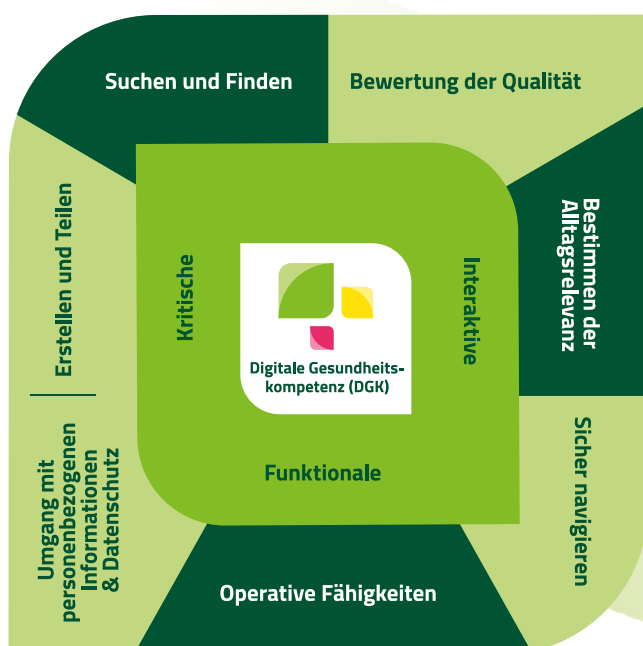 Suchen und Finden
Bewertung der Qualität
Bestimmen der
Alltagsrelevanz
Sicher navigieren
Operative Fähigkeiten
Umgang mit
personenbezogenen
Informationen
& Datenschutz
Erstellen und Teilen
Kritische
Interaktive
Funktionale
Digitale Gesundheits-
kompetenz (DGK)